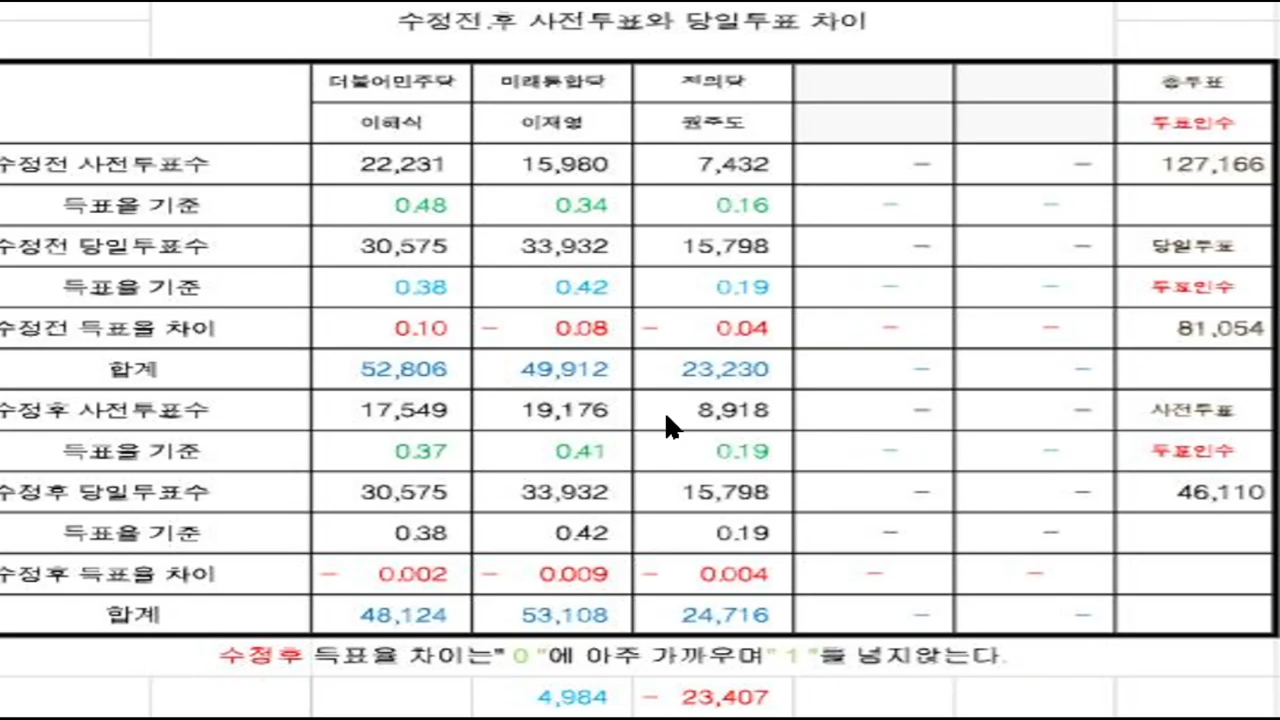 수정전.후 사전투표와 당일투표 차이
더불어민주당 미래통합당 정의당 총투표
이해식 이재영 권중도 투표인수
수정전 사전투표수 22,231 15,980 7,432 – – 127,166
득표율 기준 0.48 0.34 0.16 – –
수정전 당일투표수 30,575 33,932 15,798 – – 당일투표
득표율 기준 0.38 0.42 0.19 – – 투표인수
수정전 득표율 차이 0.10 – 0.08 – 0.04 – – 81,054
합계 52,806 49,912 23,230 – –
수정후 사전투표수 17,549 19,176 8,918 – – 사전투표
득표율 기준 0.37 0.41 0.19 – – 투표인수
수정후 당일투표수 30,575 33,932 15,798 – – 46,110
득표율 기준 0.38 0.42 0.19 – –
수정후 득표율 차이 – 0.002 – 0.009 – 0.004 – –
합계 48,124 53,108 24,716 – –
수정후 득표율 차이는" 0 "에 아주 가까우며" 1 "를 넘지않는다.
4,984 – 23,407